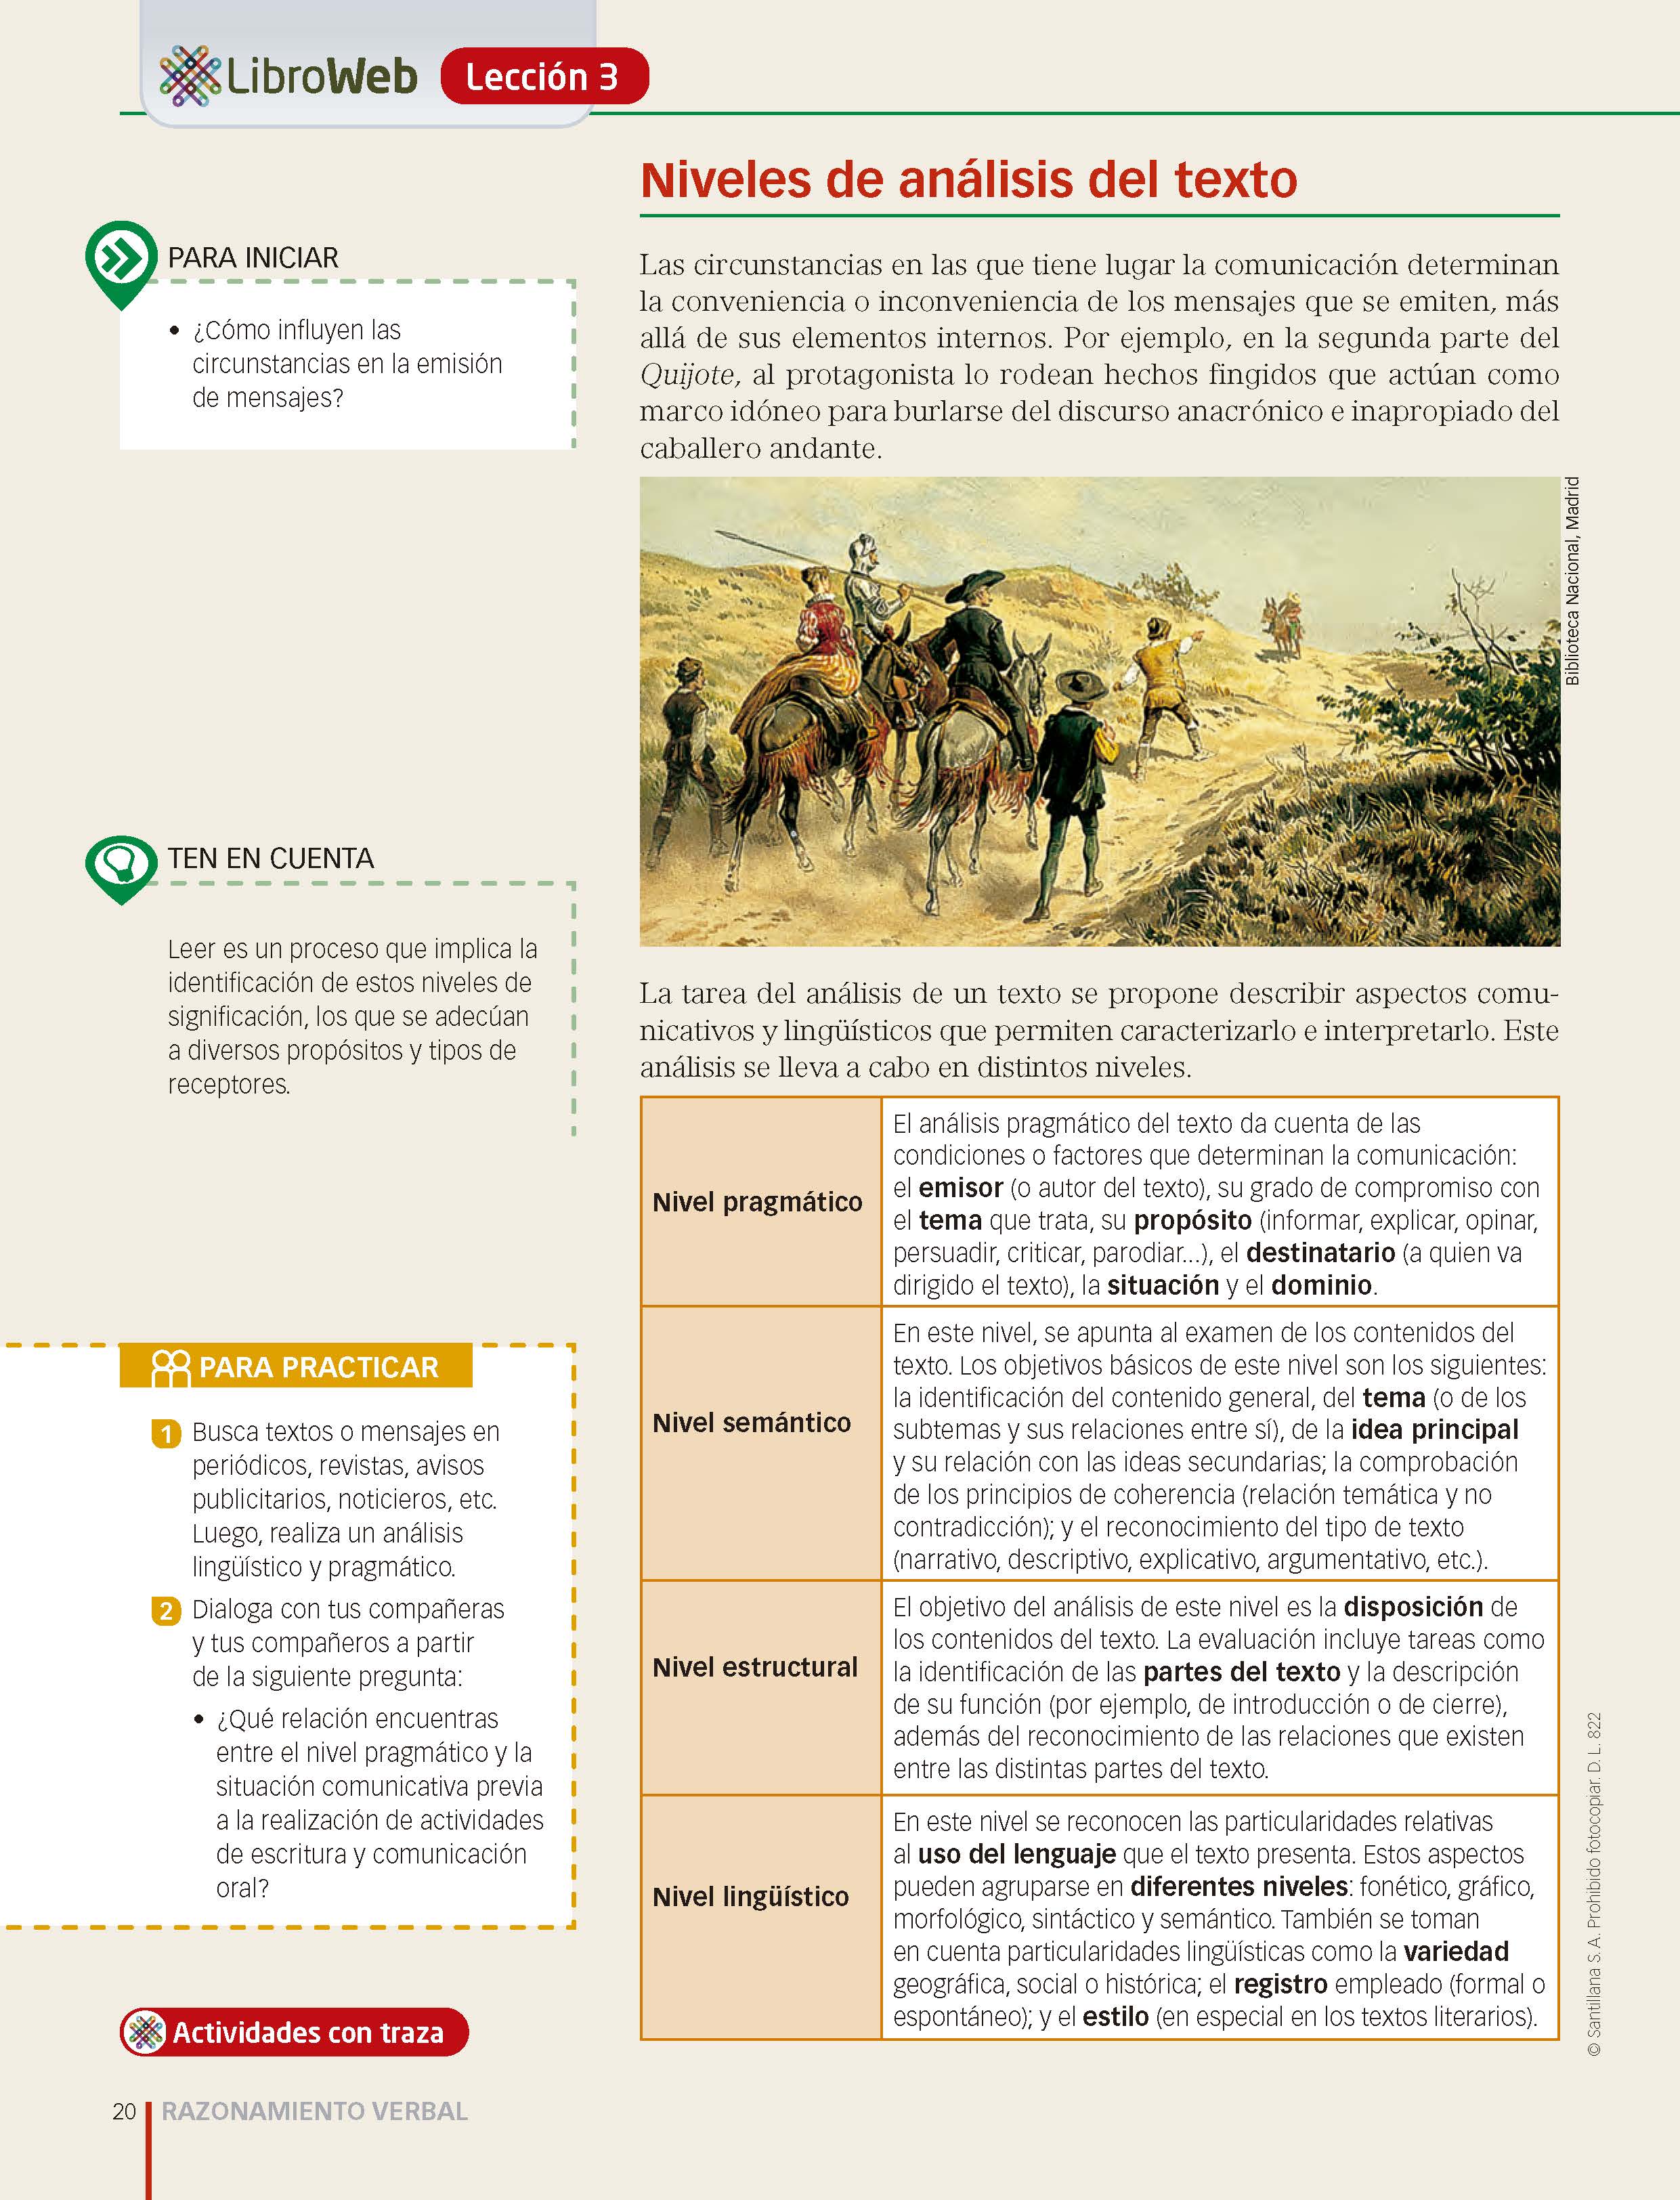 LibroWeb
Lección 3
Niveles de análisis del texto
PARA INICIAR
• ¿Cómo influyen las
circunstancias en la emisión
de mensajes?
Las circunstancias en las que tiene lugar la comunicación determinan
la conveniencia o inconveniencia de los mensajes que se emiten, más
allá de sus elementos internos. Por ejemplo, en la segunda parte del
Quijote, al protagonista lo rodean hechos fingidos que actúan como
marco idóneo para burlarse del discurso anacrónico e inapropiado del
caballero andante.
Biblioteca Nacional, Madrid
TEN EN CUENTA
Leer es un proceso que implica la
identificación de estos niveles de
significación, los que se adecúan
a diversos propósitos y tipos de
receptores.
La tarea del análisis de un texto se propone describir aspectos comu-
nicativos y lingüísticos que permiten caracterizarlo e interpretarlo. Este
análisis se lleva a cabo en distintos niveles.
Nivel pragmático
El análisis pragmático del texto da cuenta de las
condiciones o factores que determinan la comunicación:
el emisor (o autor del texto), su grado de compromiso con
el tema que trata, su propósito (informar, explicar, opinar,
persuadir, criticar, parodiar...), el destinatario (a quien va
dirigido el texto), la situación y el dominio.
Nivel semántico
En este nivel, se apunta al examen de los contenidos del
texto. Los objetivos básicos de este nivel son los siguientes:
la identificación del contenido general, del tema (o de los
subtemas y sus relaciones entre sí), de la idea principal
y su relación con las ideas secundarias; la comprobación
de los principios de coherencia (relación temática y no
contradicción); y el reconocimiento del tipo de texto
(narrativo, descriptivo, explicativo, argumentativo, etc.).
Nivel estructural
El objetivo del análisis de este nivel es la disposición de
los contenidos del texto. La evaluación incluye tareas como
la identificación de las partes del texto y la descripción
de su función (por ejemplo, de introducción o de cierre),
además del reconocimiento de las relaciones que existen
entre las distintas partes del texto.
Nivel lingüístico
En este nivel se reconocen las particularidades relativas
al uso del lenguaje que el texto presenta. Estos aspectos
pueden agruparse en diferentes niveles: fonético, gráfico,
morfológico, sintáctico y semántico. También se toman
en cuenta particularidades lingüísticas como la variedad
geográfica, social o histórica; el registro empleado (formal o
espontáneo); y el estilo (en especial en los textos literarios).
PARA PRACTICAR
1 Busca textos o mensajes en
periódicos, revistas, avisos
publicitarios, noticieros, etc.
Luego, realiza un análisis
lingüístico y pragmático.
2 Dialoga con tus compañeras
y tus compañeros a partir
de la siguiente pregunta:
• ¿Qué relación encuentras
entre el nivel pragmático y la
situación comunicativa previa
a la realización de actividades
de escritura y comunicación
oral?
Actividades con traza
© Santillana S. A. Prohibido fotocopiar. D. L. 822
20
RAZONAMIENTO VERBAL